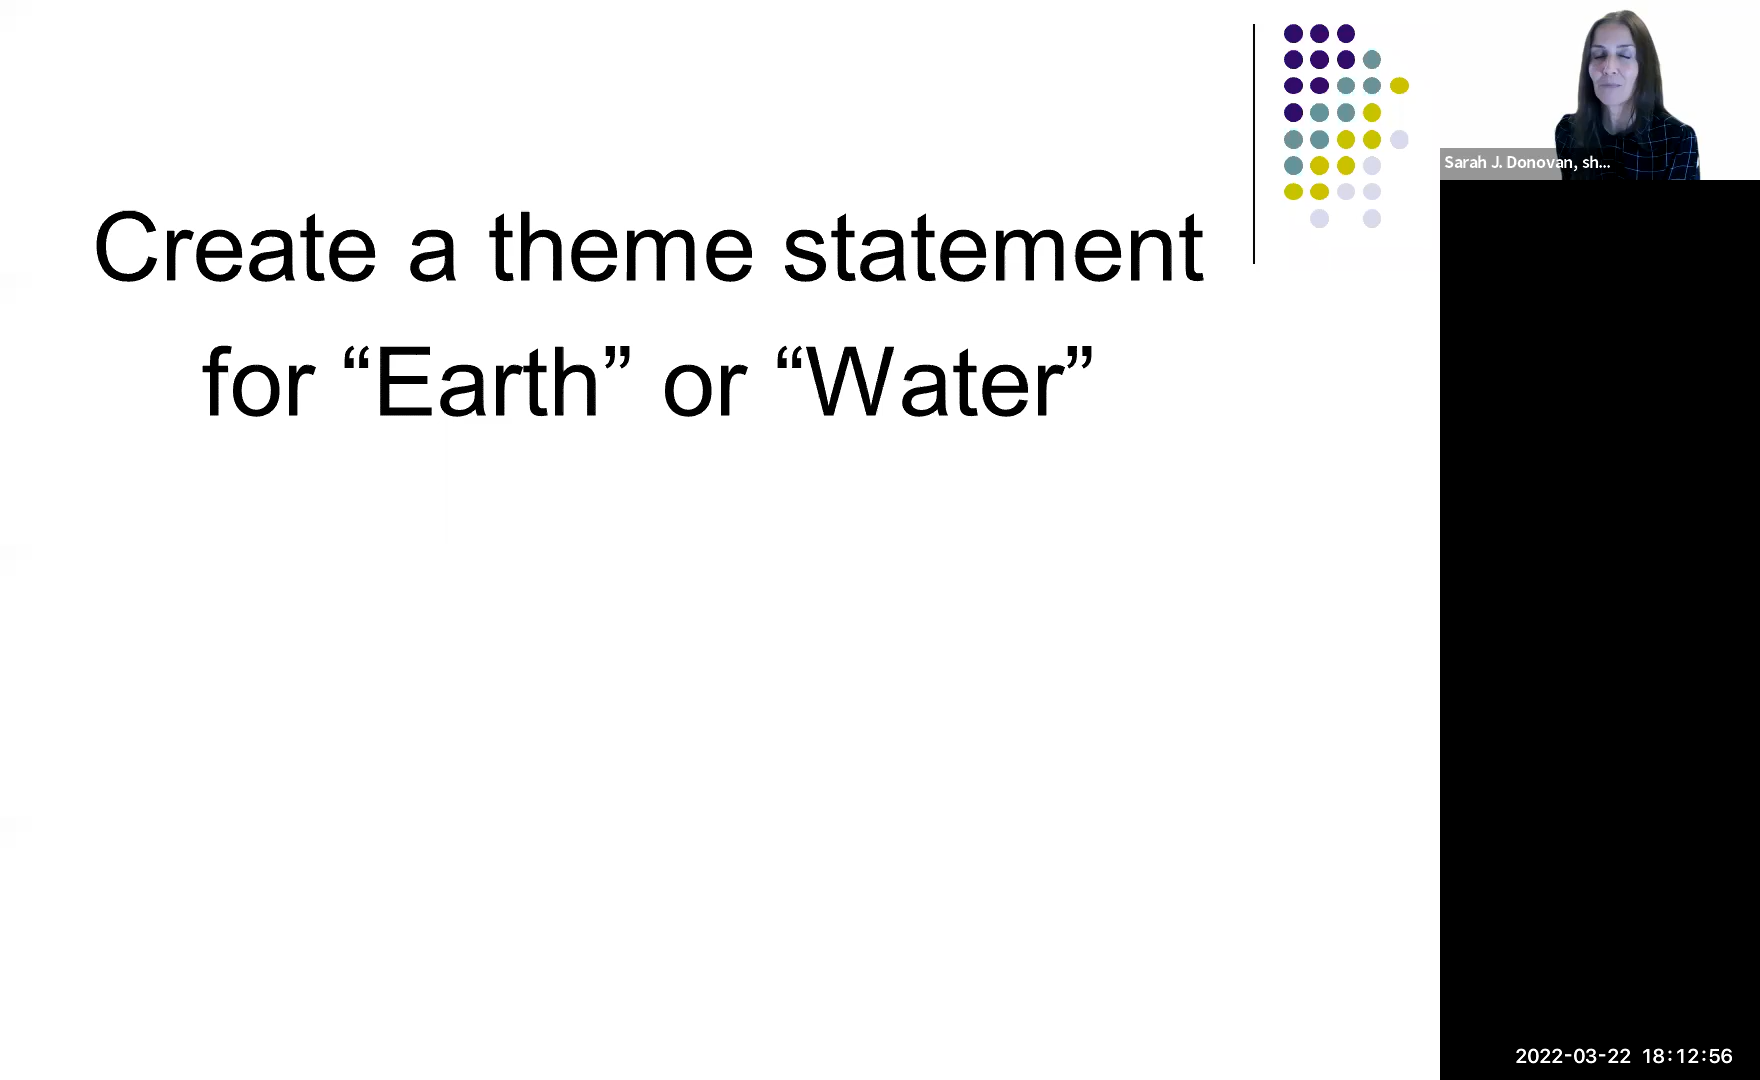 Create a theme statement
for “Earth” or “Water”
Sarah J. Donovan, sh...
2022-03-22 18:12:56